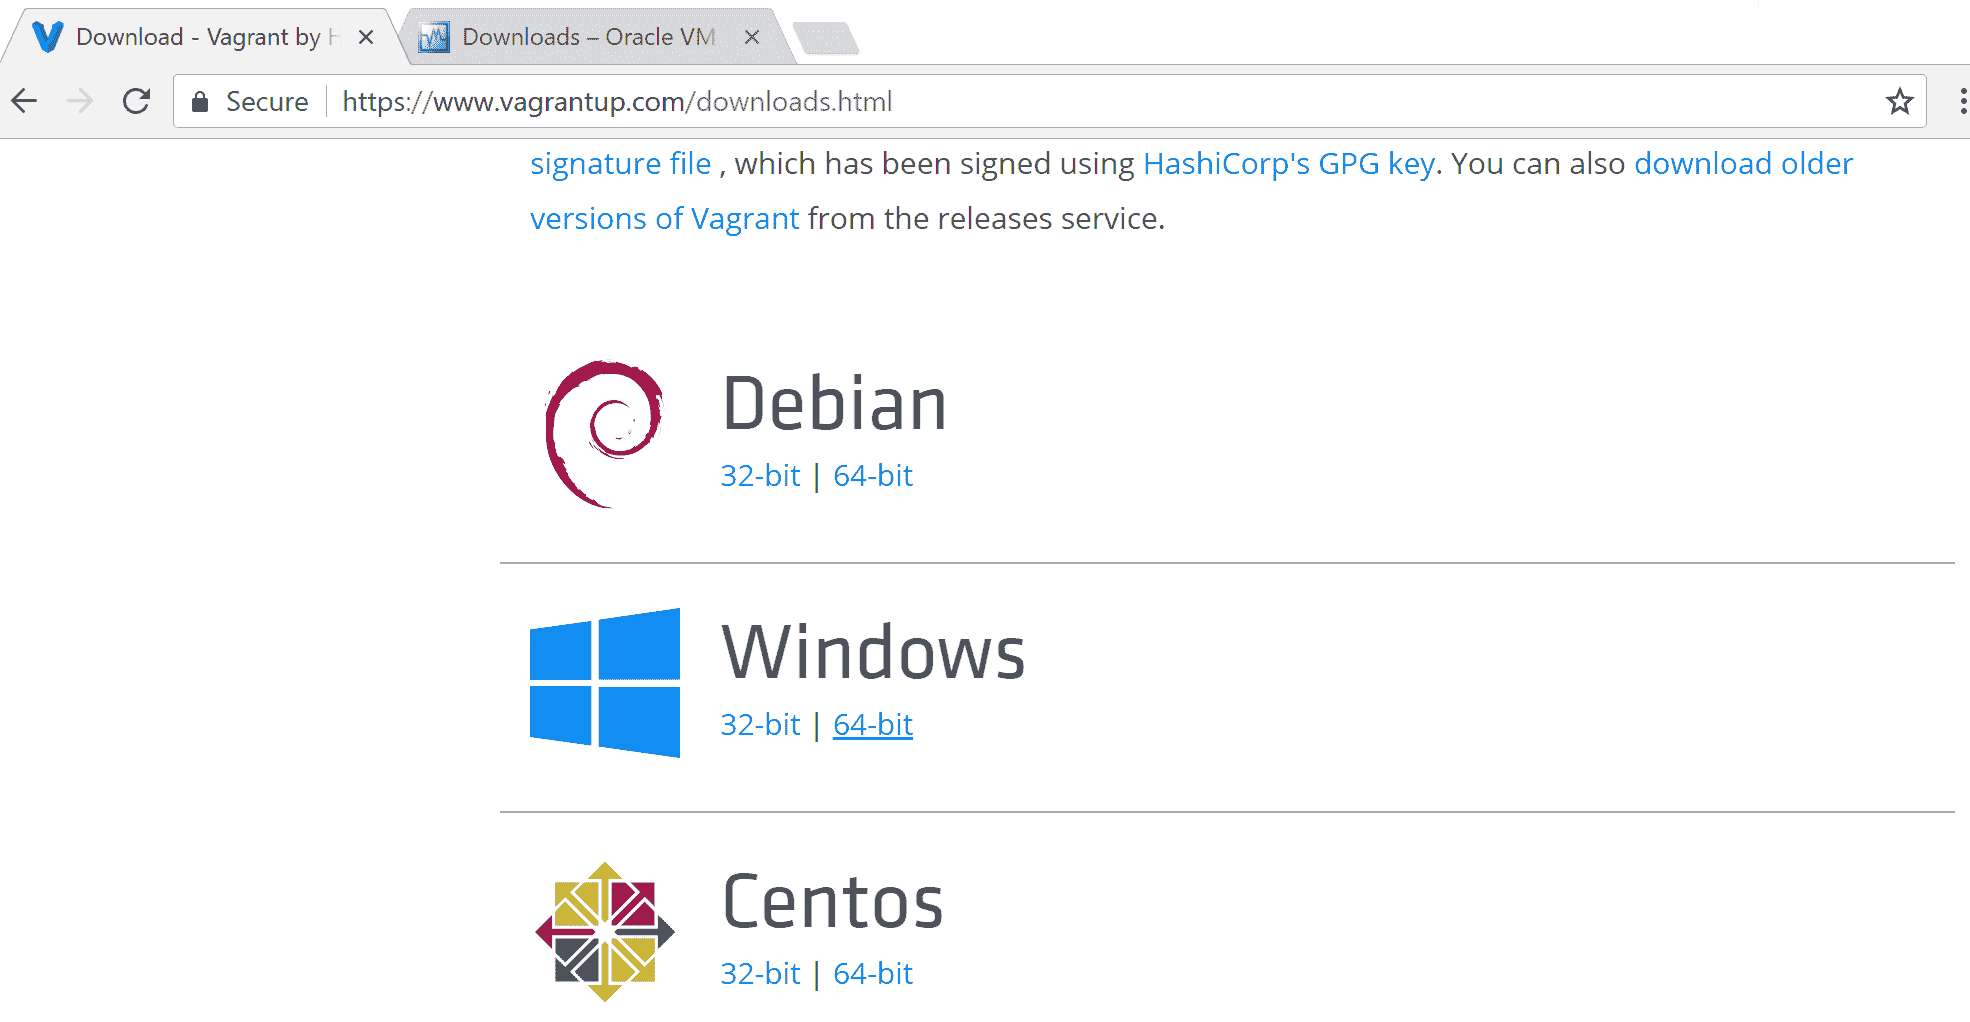 Download - Vagrant by H
Downloads – Oracle VM
Secure https://www.vagrantup.com/downloads.html
signature file , which has been signed using HashiCorp's GPG key. You can also download older
versions of Vagrant from the releases service.
Debian
32-bit | 64-bit
Windows
32-bit | 64-bit
Centos
32-bit | 64-bit